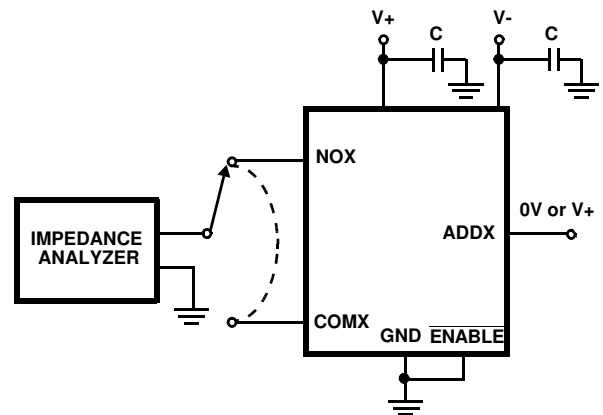 V+
C
V-
C
NOX
0V or V+
IMPEDANCE
ANALYZER
ADDX
COMX
GND
ENABLE